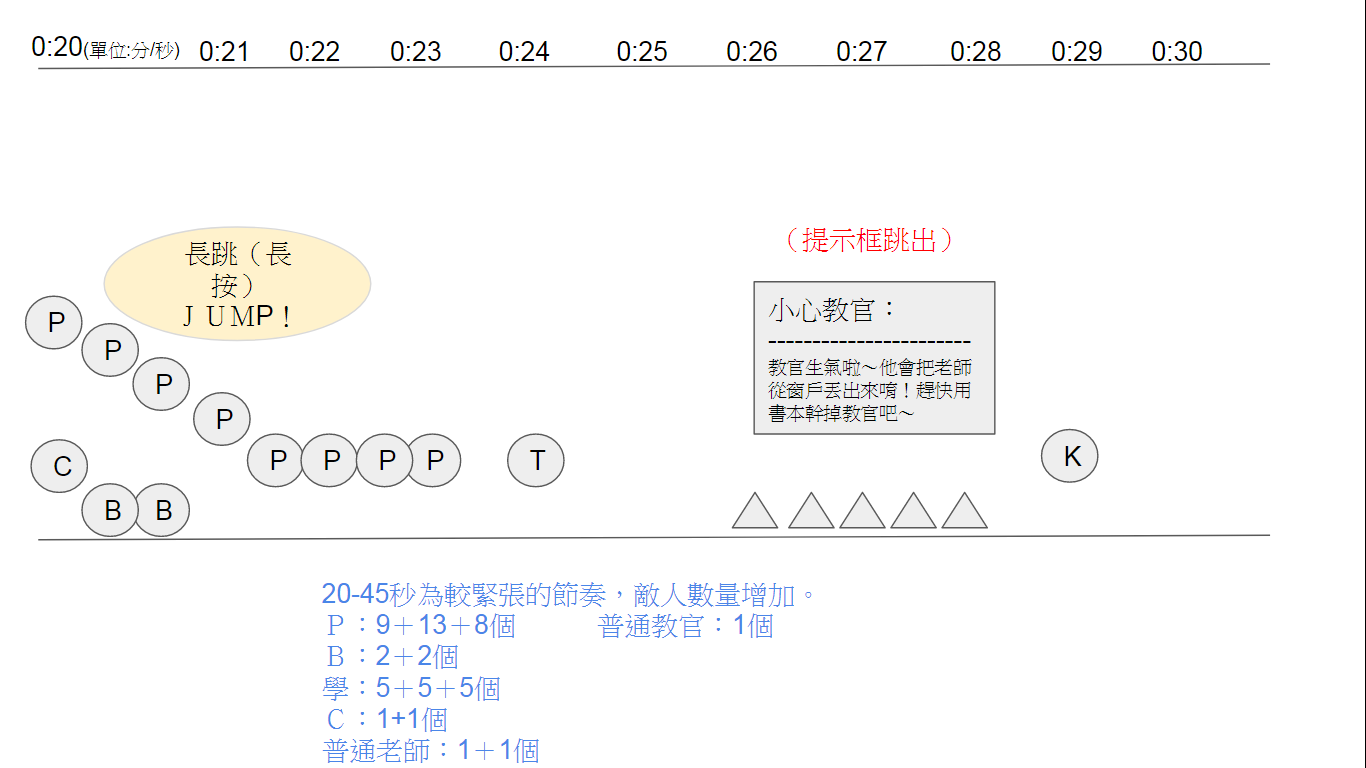 0:20(單位:分/秒) 0:21 0:22 0:23 0:24 0:25 0:26 0:27 0:28 0:29 0:30
（提示框跳出）
長跳（長
按）
ＪＵＭP！
小心教官：
-----------------------
教官生氣啦～他會把老師
從窗戶丟出來唷！趕快用
書本幹掉教官吧～
P
P
P
P
P P P P T K
C
B B
20-45秒為較緊張的節奏，敵人數量增加。
Ｐ：9＋13＋8個 普通教官：1個
Ｂ：2＋2個
學：5＋5＋5個
Ｃ：1+1個
普通老師：1＋1個